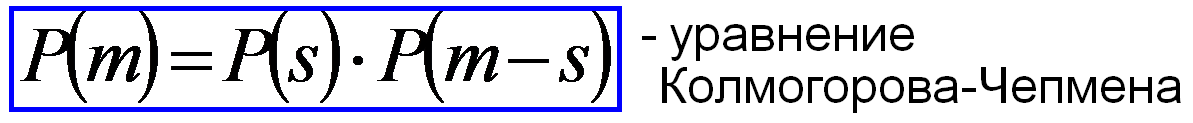 P(m) = P(s) · P(m − s) - уравнение
Колмогорова-Чепмена